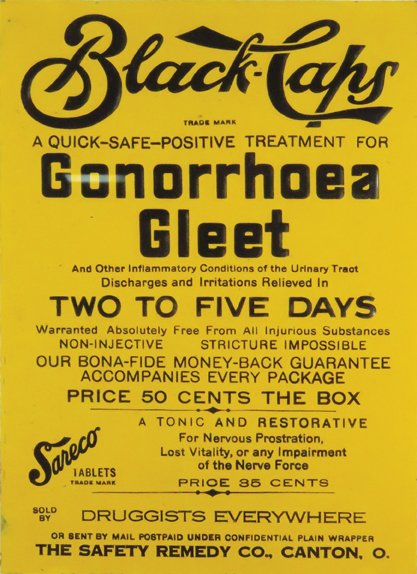 Black-Caps
TRADE MARK
A QUICK-SAFE-POSITIVE TREATMENT FOR
Gonorrhoea
Gleet
And Other Inflammatory Conditions of the Urinary Tract
Discharges and Irritations Relieved In
TWO TO FIVE DAYS
Warranted Absolutely Free From All Injurious Substances
NON-INJECTIVE STRICTURE IMPOSSIBLE
OUR BONA-FIDE MONEY-BACK GUARANTEE
ACCOMPANIES EVERY PACKAGE
PRICE 50 CENTS THE BOX
Sareco
TABLETS
TRADE MARK
A TONIC AND RESTORATIVE
For Nervous Prostration,
Lost Vitality, or any Impairment
of the Nerve Force
PRICE 35 CENTS
SOLD
BY
DRUGGISTS EVERYWHERE
OR SENT BY MAIL POSTPAID UNDER CONFIDENTIAL PLAIN WRAPPER
THE SAFETY REMEDY CO., CANTON, O.